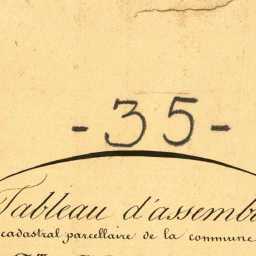 -35-
Tableau d'assemb
cadastral parcellaire de la commune